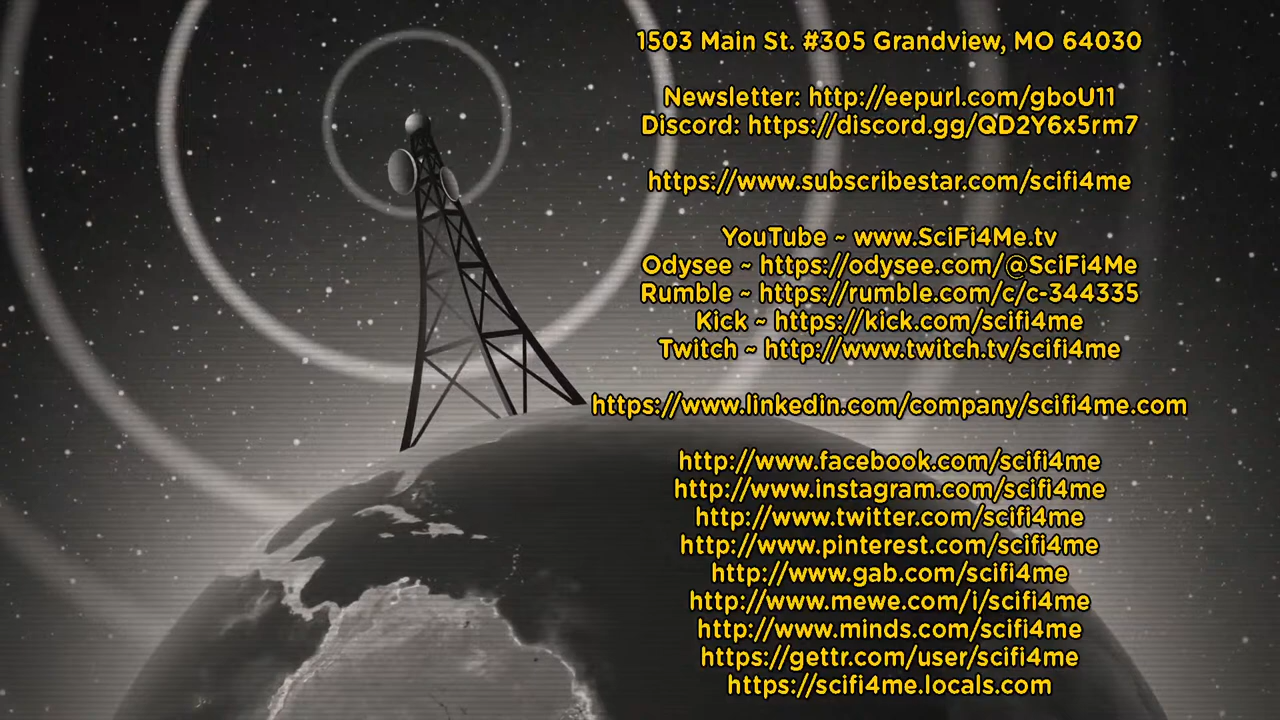 1503 Main St. #305 Grandview, MO 64030
Newsletter: http://eepurl.com/gboU11
Discord: https://discord.gg/QD2Y6x5rm7
https://www.subscribestar.com/scifi4me
YouTube ~ www.SciFi4Me.tv
Odysee ~ https://odysee.com/@SciFi4Me
Rumble ~ https://rumble.com/c/c-344335
Kick ~ https://kick.com/scifi4me
Twitch ~ http://www.twitch.tv/scifi4me
https://www.linkedin.com/company/scifi4me.com
http://www.facebook.com/scifi4me
http://www.instagram.com/scifi4me
http://www.twitter.com/scifi4me
http://www.pinterest.com/scifi4me
http://www.gab.com/scifi4me
http://www.mewe.com/i/scifi4me
http://www.minds.com/scifi4me
https://gettr.com/user/scifi4me
https://scifi4me.locals.com